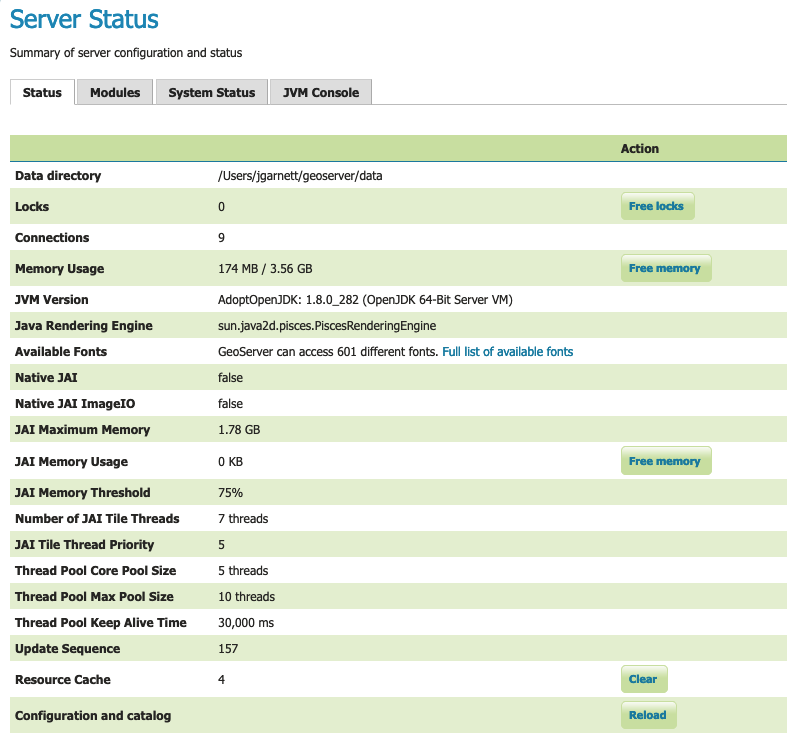 Server Status
Summary of server configuration and status
Status Modules System Status JVM Console
Action
Data directory /Users/jgarnett/geoserver/data
Locks 0 Free locks
Connections 9
Memory Usage 174 MB / 3.56 GB Free memory
JVM Version AdoptOpenJDK: 1.8.0_282 (OpenJDK 64-Bit Server VM)
Java Rendering Engine sun.java2d.pisces.PiscesRenderingEngine
Available Fonts GeoServer can access 601 different fonts. Full list of available fonts
Native JAI false
Native JAI ImageIO false
JAI Maximum Memory 1.78 GB
JAI Memory Usage 0 KB Free memory
JAI Memory Threshold 75%
Number of JAI Tile Threads 7 threads
JAI Tile Thread Priority 5
Thread Pool Core Pool Size 5 threads
Thread Pool Max Pool Size 10 threads
Thread Pool Keep Alive Time 30,000 ms
Update Sequence 157
Resource Cache 4 Clear
Configuration and catalog Reload